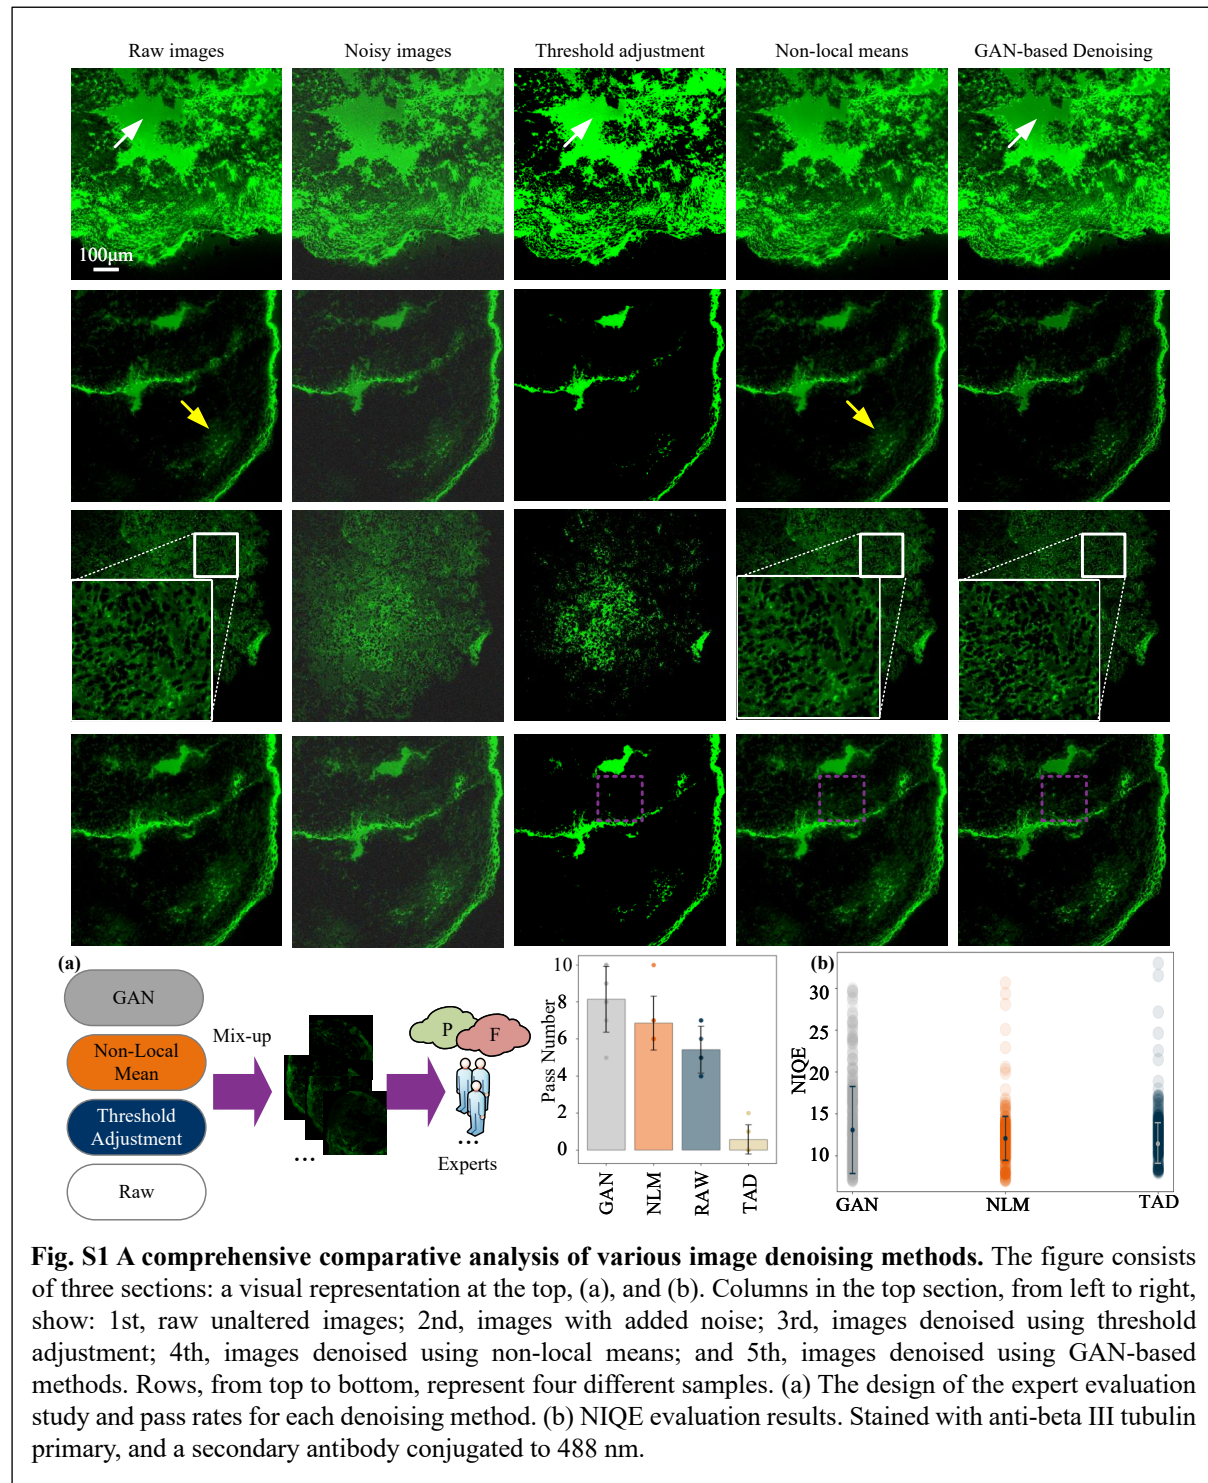 Raw images
Noisy images
Threshold adjustment
Non-local means
GAN-based Denoising
100μm
(a)
GAN
Non-Local
Mean
Threshold
Adjustment
Raw
Mix-up
...
P
F
...
Experts
Pass Number
10
8
6
4
2
0
GAN
NLM
RAW
TAD
(b)
NIQE
30
25
20
15
10
GAN
NLM
TAD
Fig. S1 A comprehensive comparative analysis of various image denoising methods. The figure consists
of three sections: a visual representation at the top, (a), and (b). Columns in the top section, from left to right,
show: 1st, raw unaltered images; 2nd, images with added noise; 3rd, images denoised using threshold
adjustment; 4th, images denoised using non-local means; and 5th, images denoised using GAN-based
methods. Rows, from top to bottom, represent four different samples. (a) The design of the expert evaluation
study and pass rates for each denoising method. (b) NIQE evaluation results. Stained with anti-beta III tubulin
primary, and a secondary antibody conjugated to 488 nm.